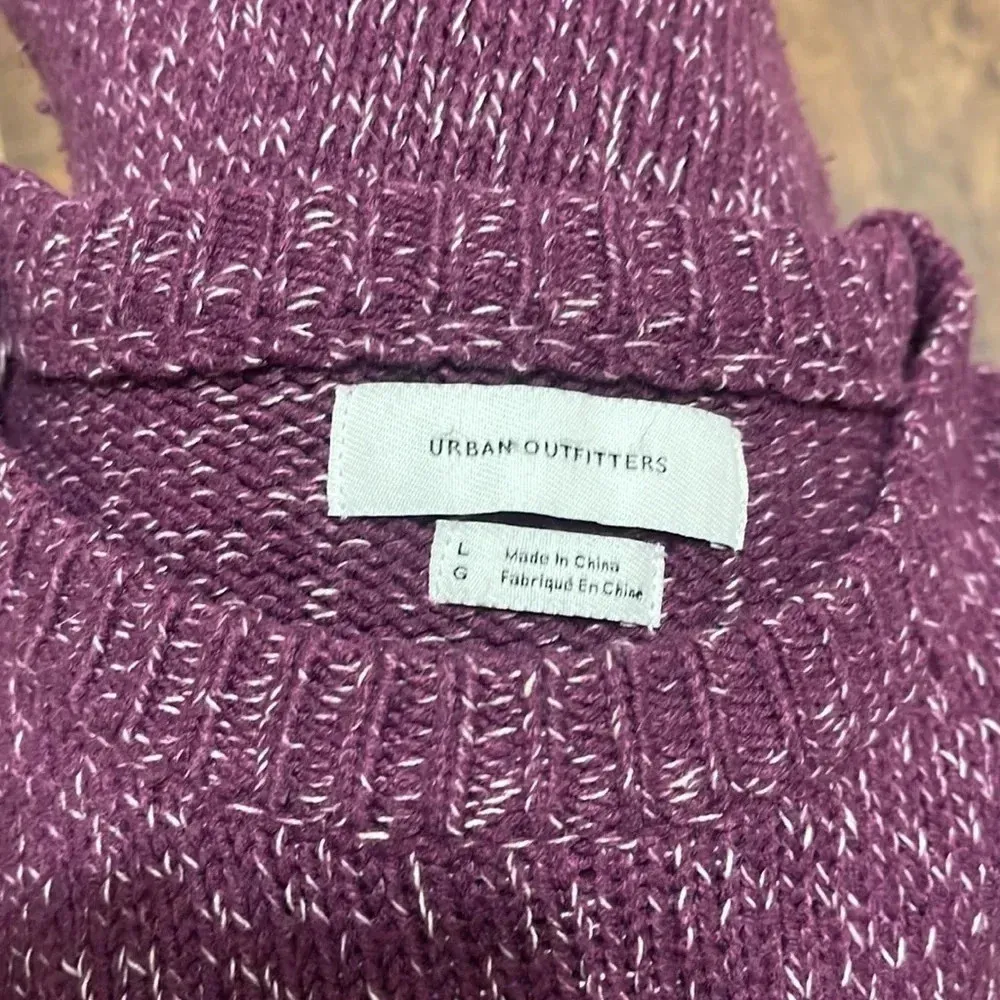 URBAN OUTFITTERS
L Made In China
G Fabriqué En Chine